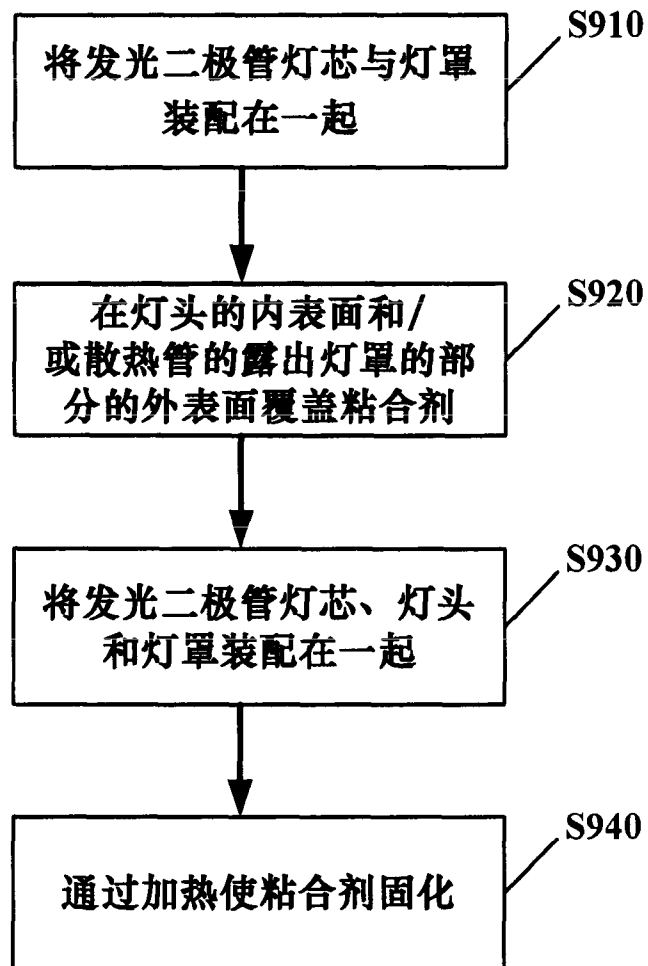 S910
将发光二极管灯芯与灯罩
装配在一起
S920
在灯头的内表面和/
或散热管的露出灯罩的部
分的外表面覆盖粘合剂
S930
将发光二极管灯芯、灯头
和灯罩装配在一起
S940
通过加热使粘合剂固化